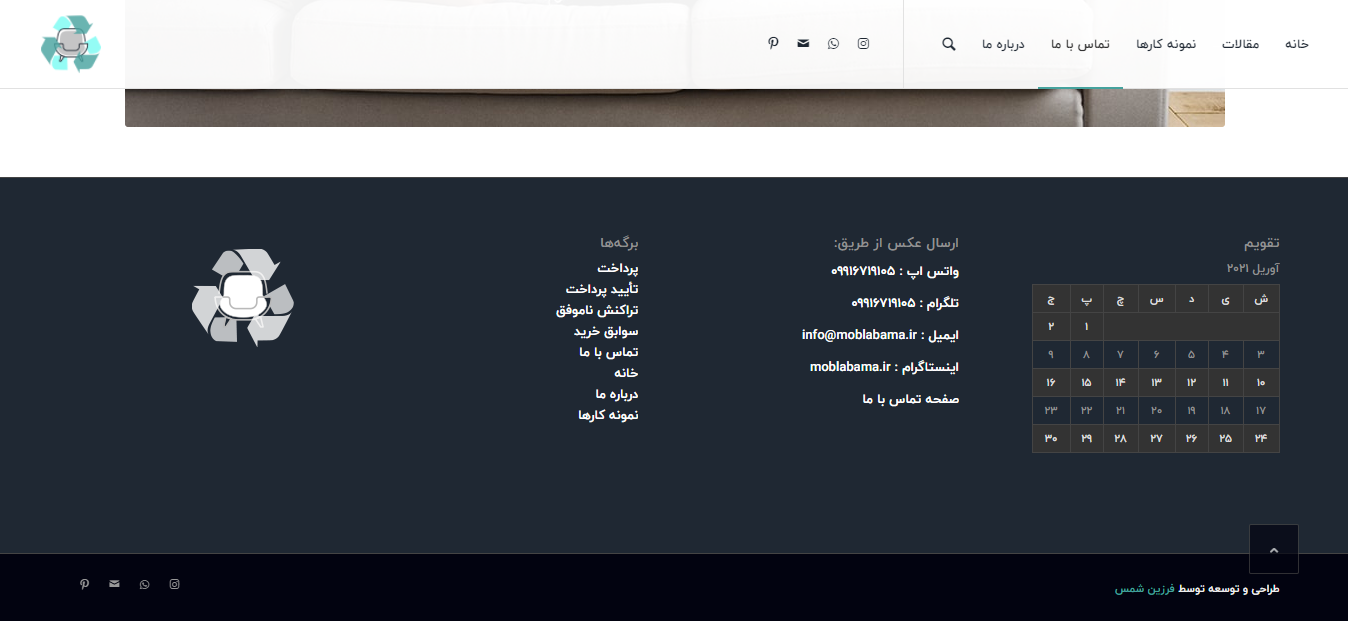 خانه
مقالات
نمونه کارها
تماس با ما
درباره ما
تقویم
آوریل 2021
ش ی د س چ پ ج
۱ ۲
۳ ۴ ۵ ۶ ۷ ۸ ۹
۱۰ ۱۱ ۱۲ ۱۳ ۱۴ ۱۵ ۱۶
۱۷ ۱۸ ۱۹ ۲۰ ۲۱ ۲۲ ۲۳
۲۴ ۲۵ ۲۶ ۲۷ ۲۸ ۲۹ ۳۰
ارسال عکس از طریق:
واتس اپ : ۰۹۹۱۶۷۱۹۱۰۵
تلگرام : ۰۹۹۱۶۷۱۹۱۰۵
ایمیل : info@moblabama.ir
اینستاگرام : moblabama.ir
صفحه تماس با ما
برگه‌ها
پرداخت
تأیید پرداخت
تراکنش ناموفق
سوابق خرید
تماس با ما
خانه
درباره ما
نمونه کارها
طراحی و توسعه توسط فرزین شمس